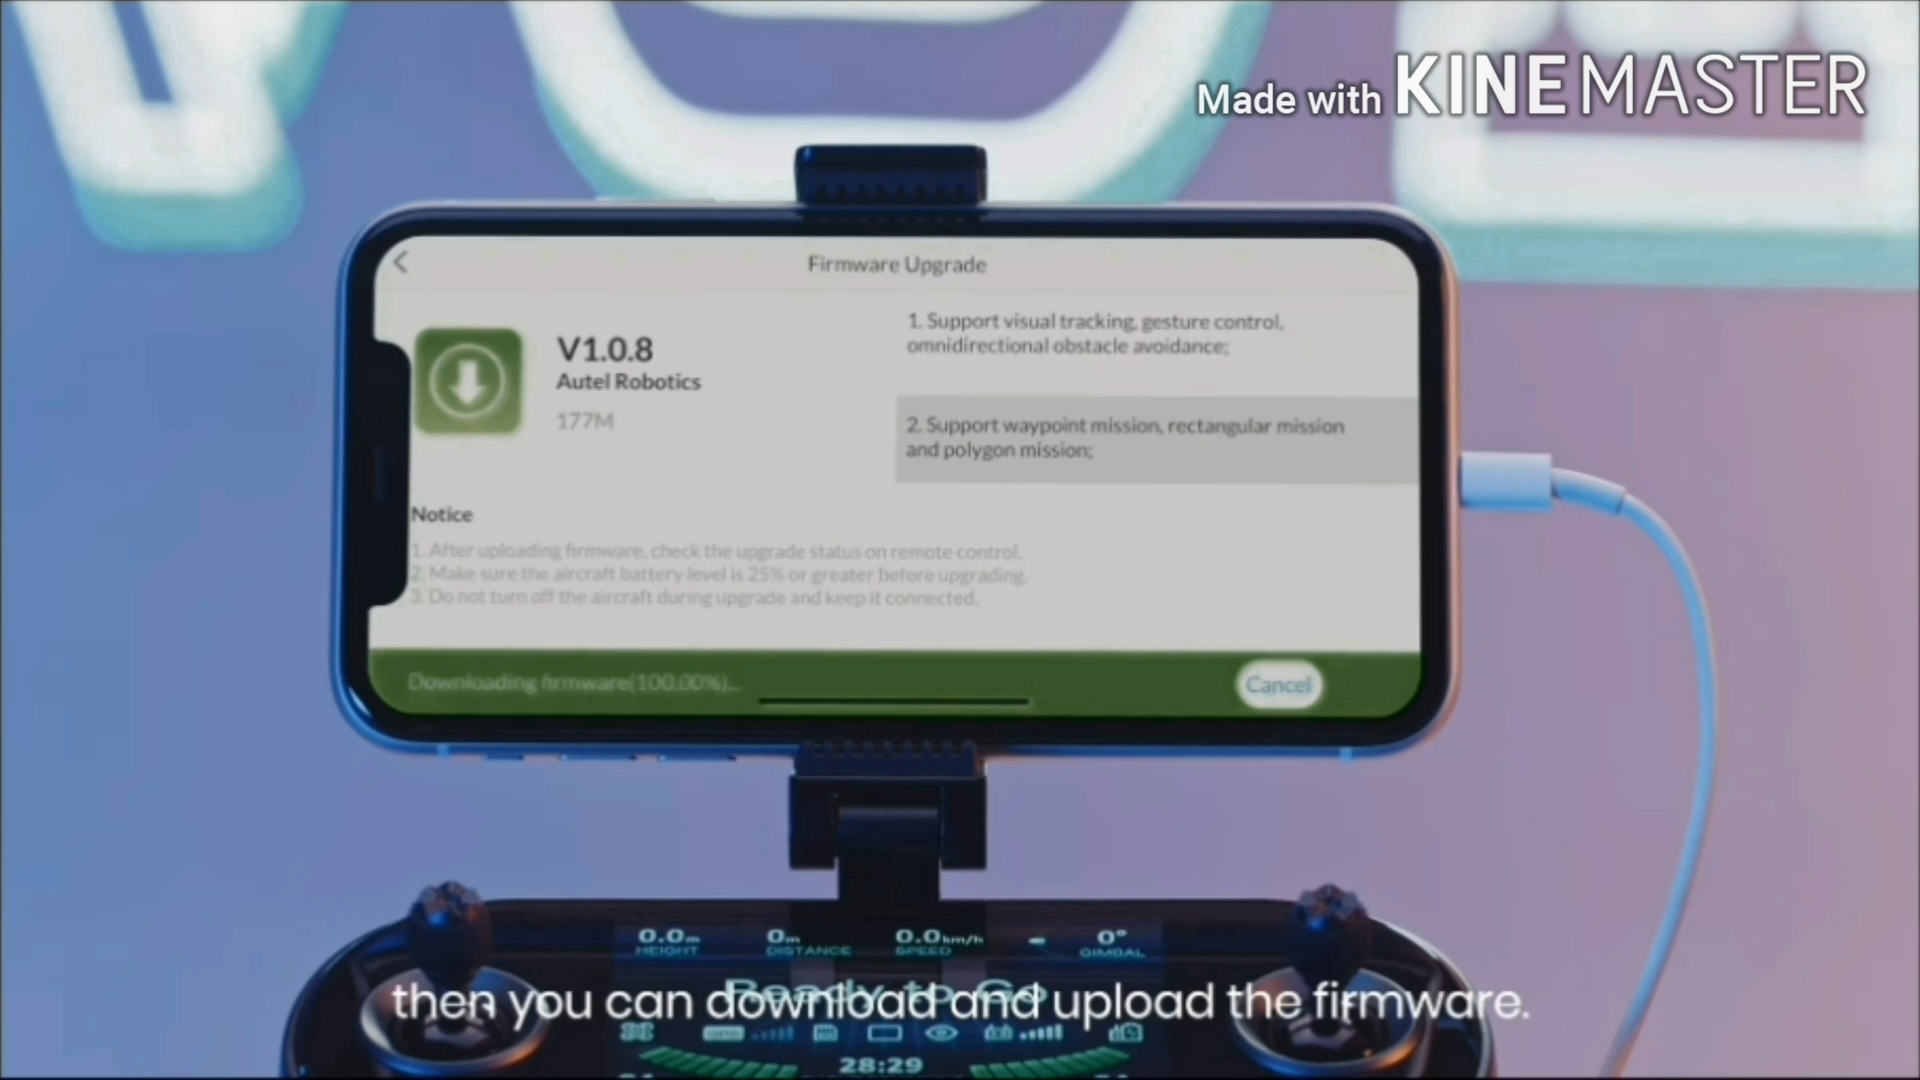 Made with KINEMASTER
Firmware Upgrade
V1.0.8
Autel Robotics
177M
1. Support visual tracking, gesture control,
omnidirectional obstacle avoidance;
2. Support waypoint mission, rectangular mission
and polygon mission;
Notice
1. After uploading firmware, check the upgrade status on remote control.
2. Make sure the aircraft battery level is 25% or greater before upgrading.
3. Do not turn off the aircraft during upgrade and keep it connected.
Downloading firmware(100.00%)...
Cancel
0.0m 0m 0.0km/h 0°
HEIGHT DISTANCE SPEED GIMBAL
Ready to Go
then you can download and upload the firmware.
28:29